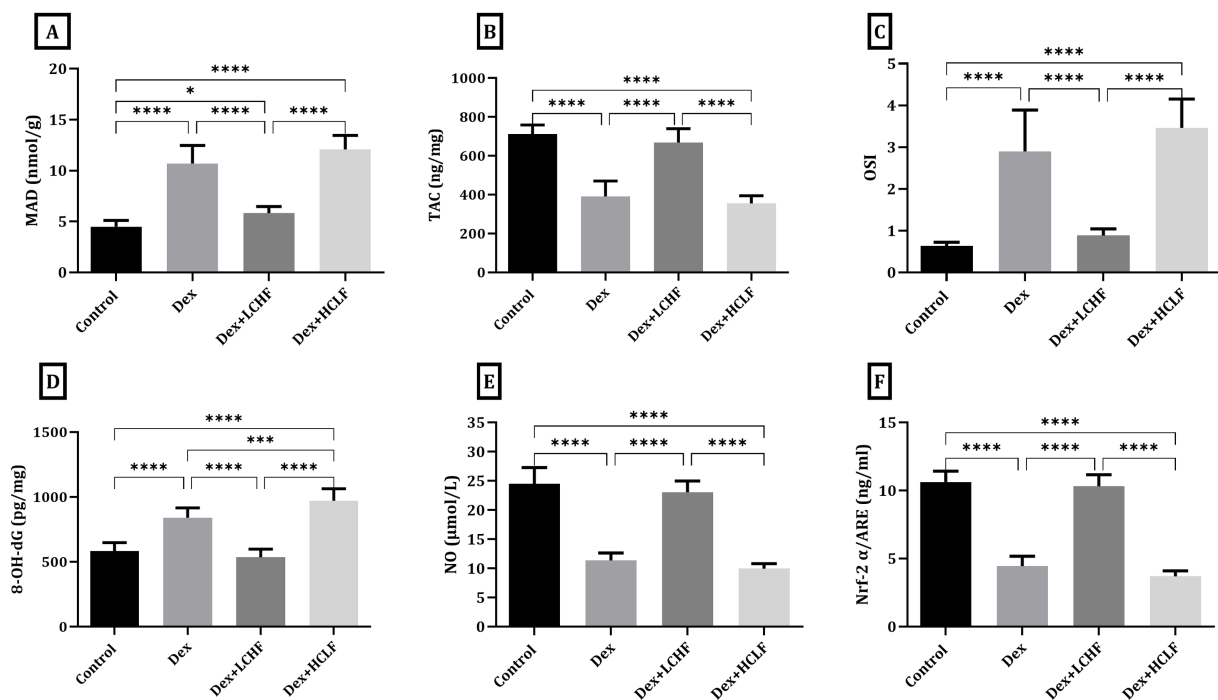 A
MAD (nmol/g)
20
15
10
5
0
****
*
**** **** ****
Control
Dex
Dex+LCHF
Dex+HCLF
B
TAC (ng/mg)
1000
800
600
400
200
0
****
**** **** ****
Control
Dex
Dex+LCHF
Dex+HCLF
C
OSI
5
4
3
2
1
0
****
**** **** ****
Control
Dex
Dex+LCHF
Dex+HCLF
D
8-OH-dG (pg/mg)
1500
1000
500
0
****
***
**** **** ****
Control
Dex
Dex+LCHF
Dex+HCLF
E
NO (μmol/L)
35
30
25
20
15
10
5
0
****
**** **** ****
Control
Dex
Dex+LCHF
Dex+HCLF
F
Nrf-2 α/ARE (ng/ml)
15
10
5
0
****
**** **** ****
Control
Dex
Dex+LCHF
Dex+HCLF